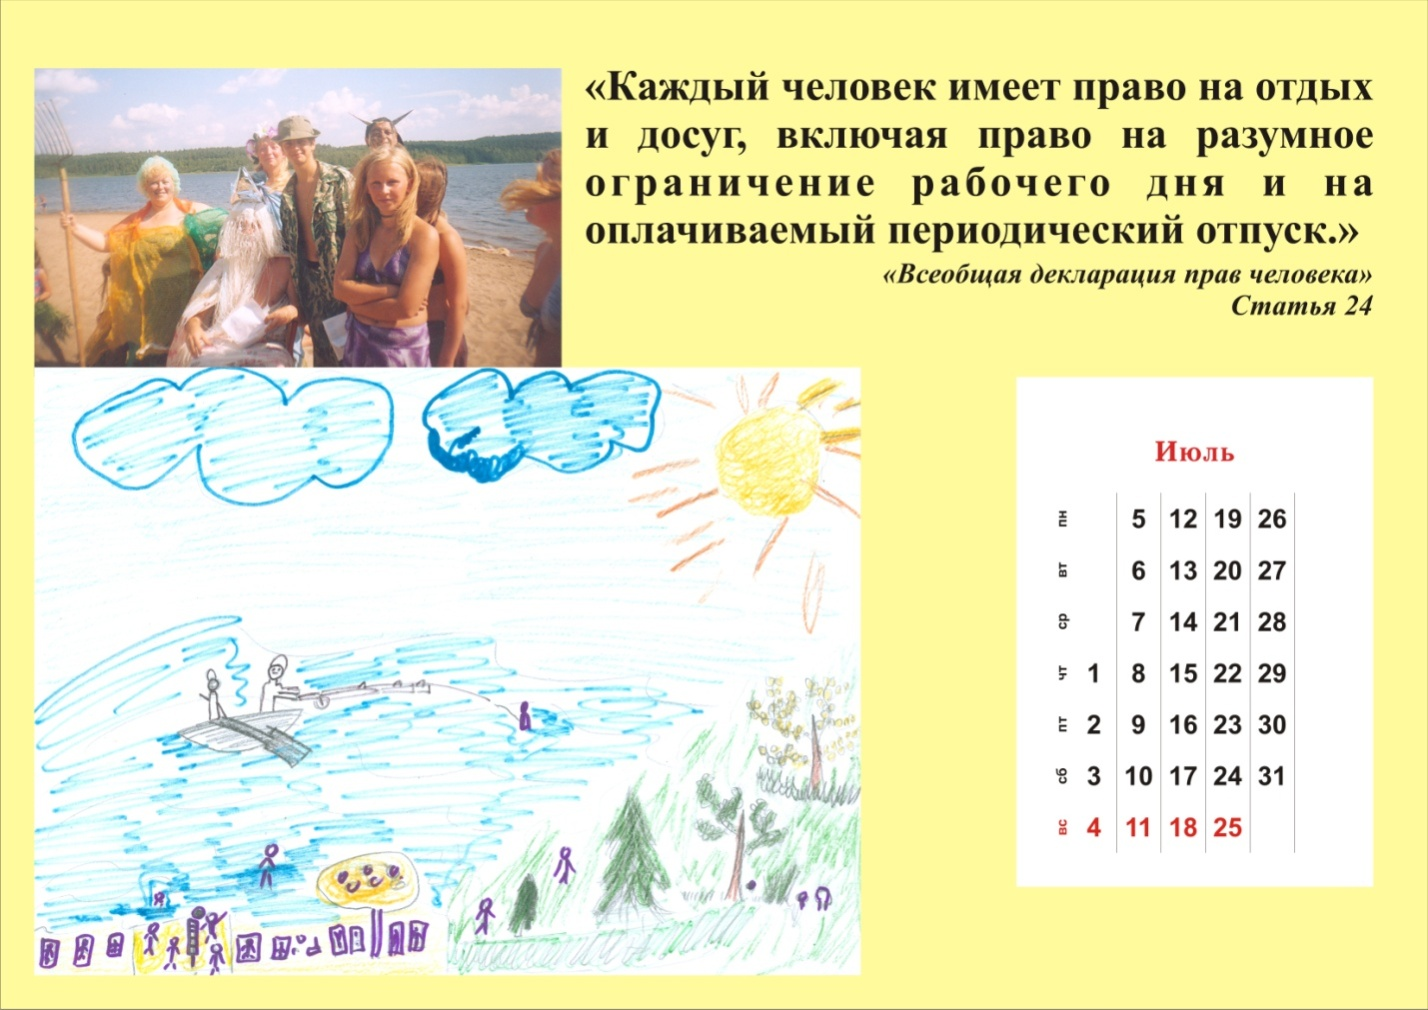 «Каждый человек имеет право на отдых
и досуг, включая право на разумное
ограничение рабочего дня и на
оплачиваемый периодический отпуск.»
«Всеобщая декларация прав человека»
Статья 24
Июль
пн 5 12 19 26
вт 6 13 20 27
ср 7 14 21 28
чт 1 8 15 22 29
пт 2 9 16 23 30
сб 3 10 17 24 31
вс 4 11 18 25